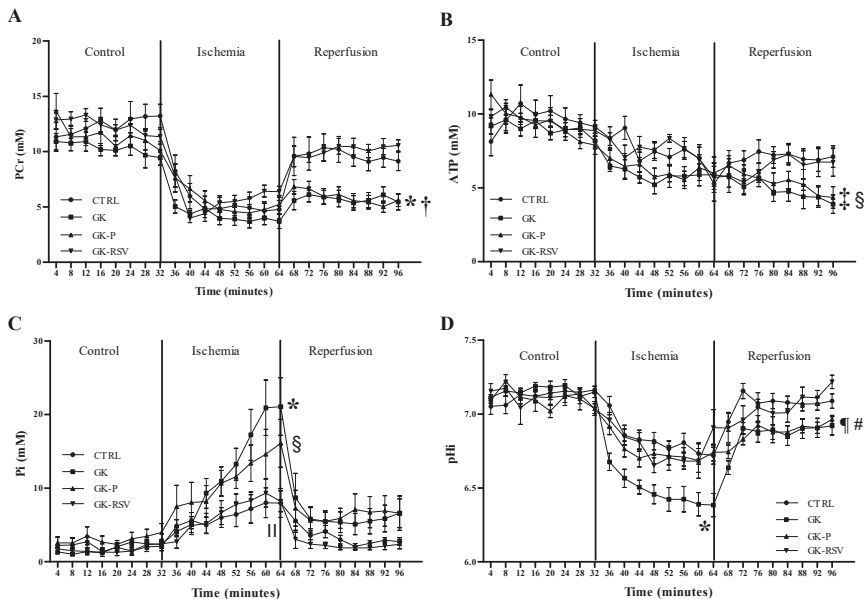 A
Control Ischemia Reperfusion
20
15
10
5
0
PCr (mM)
CTRL
GK
GK-P
GK-RSV
* †
4 8 12 16 20 24 28 32 36 40 44 48 52 56 60 64 68 72 76 80 84 88 92 96
Time (minutes)
B
Control Ischemia Reperfusion
15
10
5
0
ATP (mM)
CTRL
GK
GK-P
GK-RSV
‡ §
‡
4 8 12 16 20 24 28 32 36 40 44 48 52 56 60 64 68 72 76 80 84 88 92 96
Time (minutes)
C
Control Ischemia Reperfusion
30
20
10
0
Pi (mM)
CTRL
GK
GK-P
GK-RSV
*
§
||
4 8 12 16 20 24 28 32 36 40 44 48 52 56 60 64 68 72 76 80 84 88 92 96
Time (minutes)
D
Control Ischemia Reperfusion
7.5
7.0
6.5
6.0
pHi
CTRL
GK
GK-P
GK-RSV
¶ #
*
4 8 12 16 20 24 28 32 36 40 44 48 52 56 60 64 68 72 76 80 84 88 92 96
Time (minutes)